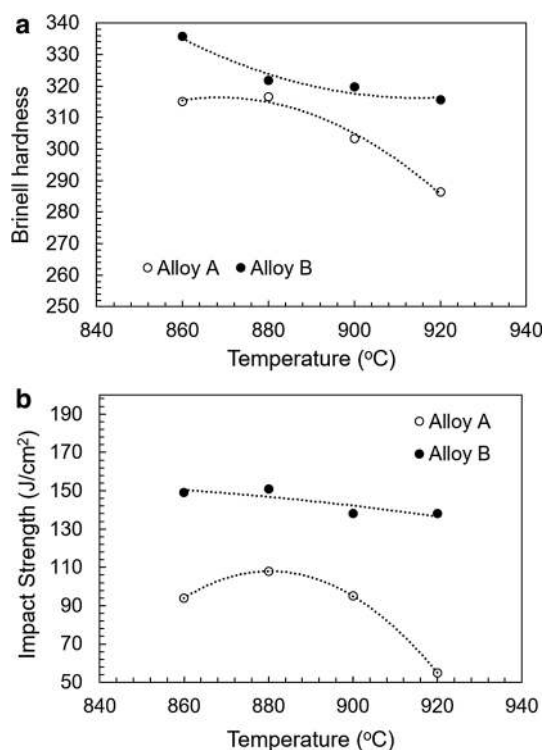 a
340
330
320
310
300
290
280
270
260
250
Brinell hardness
Alloy A Alloy B
840 860 880 900 920 940
Temperature (°C)
b
190
170
150
130
110
90
70
50
Impact Strength (J/cm²)
Alloy A
Alloy B
840 860 880 900 920 940
Temperature (°C)